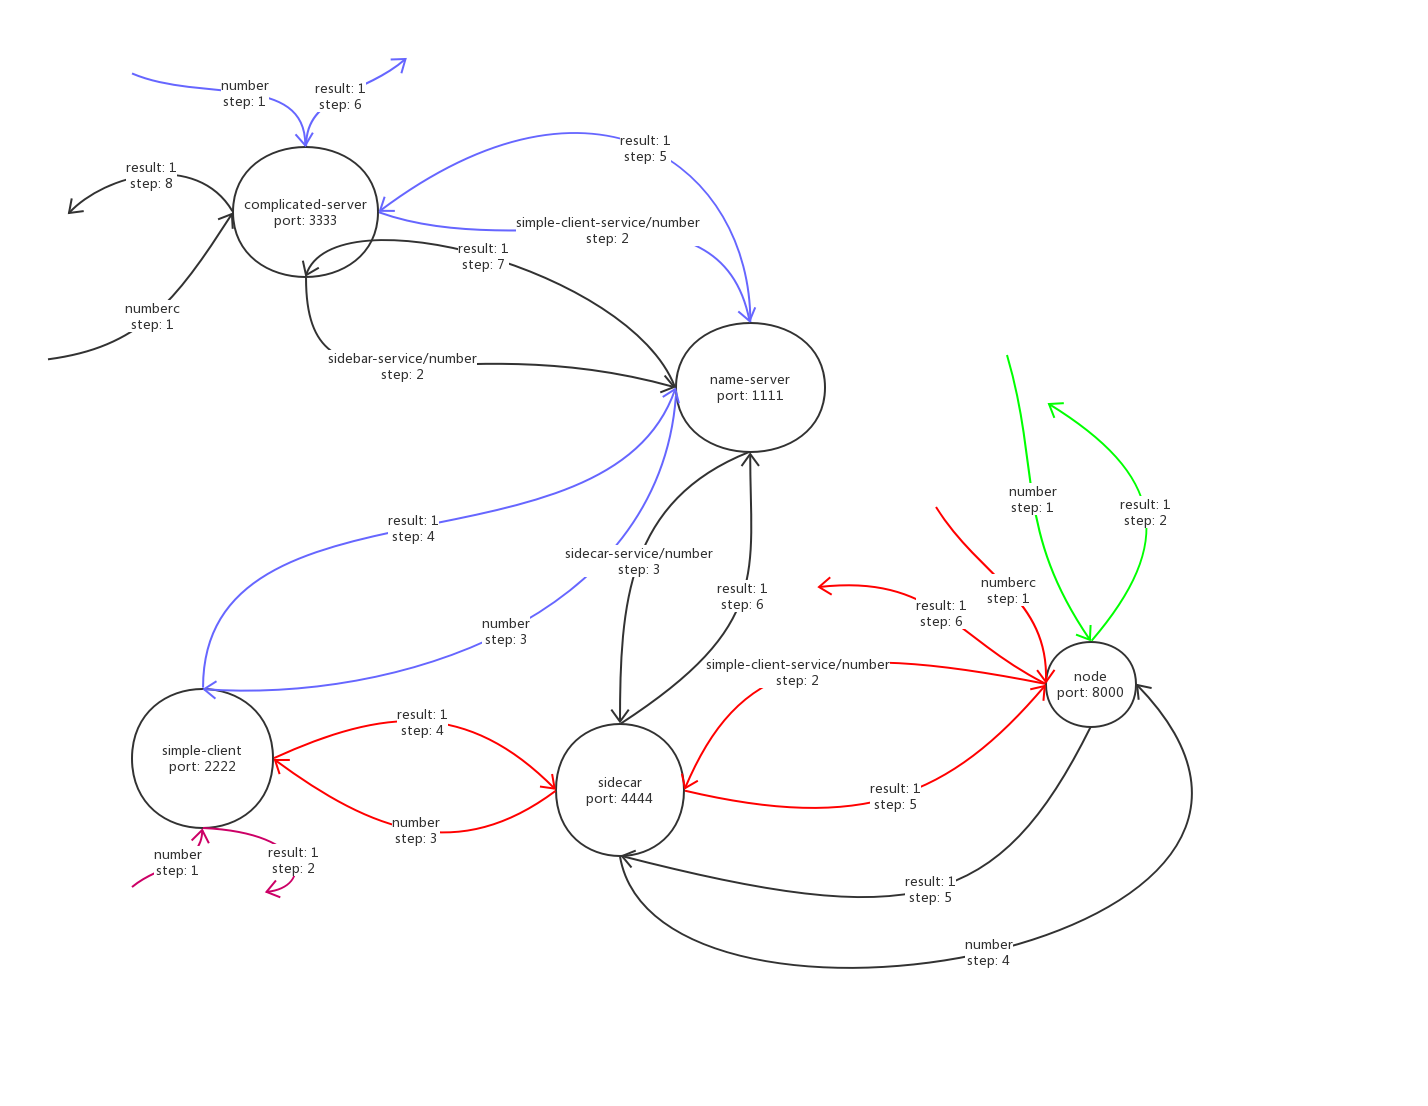 number
step: 1
result: 1
step: 6
result: 1
step: 5
result: 1
step: 8
complicated-server
port: 3333
simple-client-service/number
step: 2
result: 1
step: 7
numberc
step: 1
sidebar-service/number
step: 2
name-server
port: 1111
number
step: 1
result: 1
step: 2
result: 1
step: 4
sidecar-service/number
step: 3
numberc
step: 1
result: 1
step: 6
result: 1
step: 6
number
step: 3
simple-client-service/number
step: 2
node
port: 8000
result: 1
step: 4
simple-client
port: 2222
sidecar
port: 4444
result: 1
step: 5
number
step: 3
number
step: 1
result: 1
step: 2
result: 1
step: 5
number
step: 4